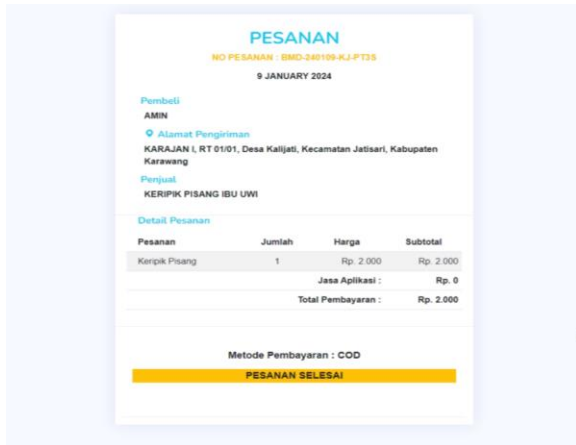 PESANAN
NO PESANAN : BMD-240109-KJ-PT3S
9 JANUARY 2024
Pembeli
AMIN
Alamat Pengiriman
KARAJAN I, RT 01/01, Desa Kalijati, Kecamatan Jatisari, Kabupaten
Karawang
Penjual
KERIPIK PISANG IBU UWI
Detail Pesanan
Pesanan Jumlah Harga Subtotal
Keripik Pisang 1 Rp. 2.000 Rp. 2.000
Jasa Aplikasi : Rp. 0
Total Pembayaran : Rp. 2.000
Metode Pembayaran : COD
PESANAN SELESAI